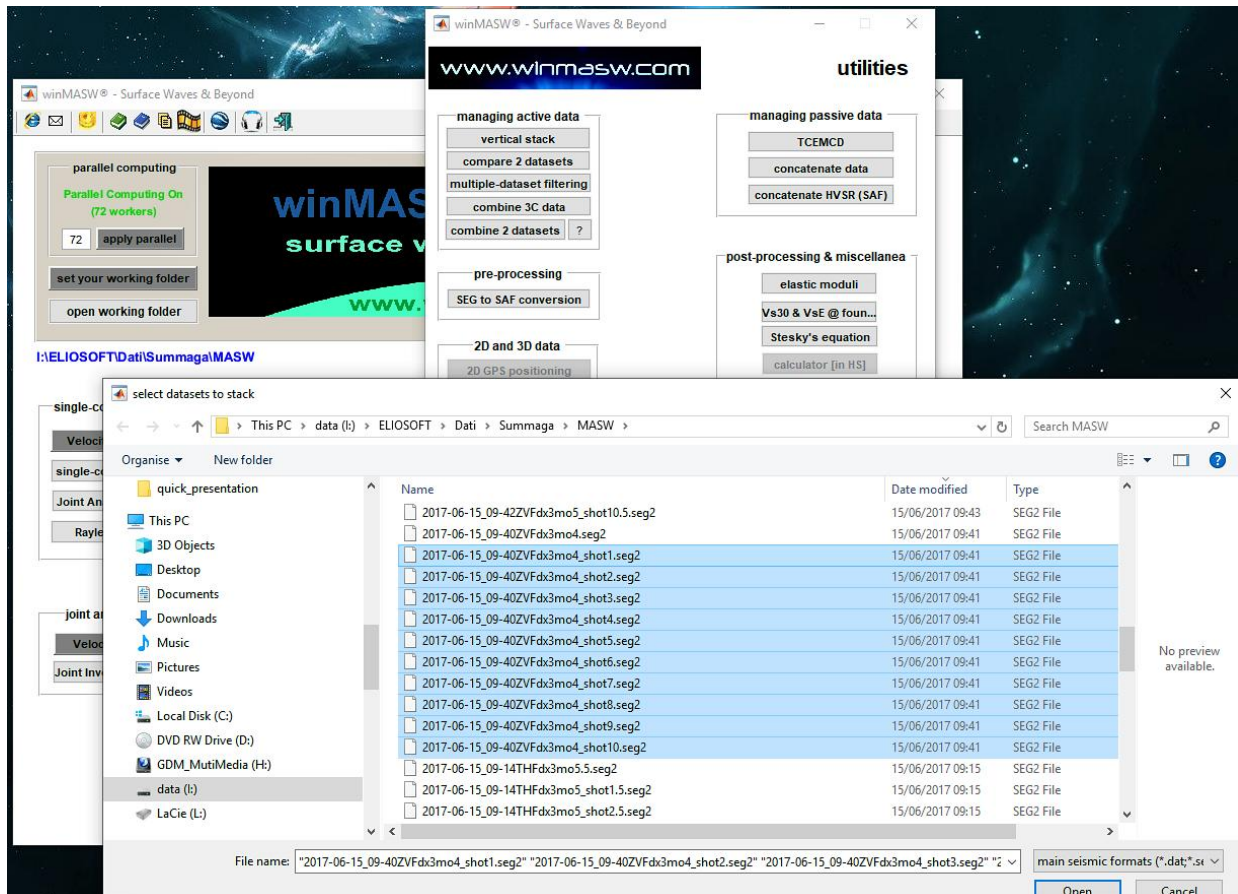 winMASW® - Surface Waves & Beyond
www.winmasw.com
utilities
managing active data
vertical stack
compare 2 datasets
multiple-dataset filtering
combine 3C data
combine 2 datasets ?
pre-processing
SEG to SAF conversion
2D and 3D data
2D GPS positioning
managing passive data
TCEMCD
concatenate data
concatenate HVSR (SAF)
post-processing & miscellanea
elastic moduli
Vs30 & VsE @ foun...
Stesky's equation
calculator [in HS]
winMASW® - Surface Waves & Beyond
parallel computing
Parallel Computing On
(72 workers)
72 apply parallel
set your working folder
open working folder
winMAS
surface v
www.
I:\ELIOSOFT\Dati\Summaga\MASW
single-co
Veloci
single-co
Joint An
Rayle
joint an
Veloc
Joint Inv
select datasets to stack
This PC > data (I:) > ELIOSOFT > Dati > Summaga > MASW >
Search MASW
Organise New folder
quick_presentation
This PC
3D Objects
Desktop
Documents
Downloads
Music
Pictures
Videos
Local Disk (C:)
DVD RW Drive (D:)
GDM_MutiMedia (H:)
data (I:)
LaCie (L:)
Name Date modified Type
2017-06-15_09-42ZVFdx3mo5_shot10.5.seg2 15/06/2017 09:43 SEG2 File
2017-06-15_09-40ZVFdx3mo4.seg2 15/06/2017 09:41 SEG2 File
2017-06-15_09-40ZVFdx3mo4_shot1.seg2 15/06/2017 09:41 SEG2 File
2017-06-15_09-40ZVFdx3mo4_shot2.seg2 15/06/2017 09:41 SEG2 File
2017-06-15_09-40ZVFdx3mo4_shot3.seg2 15/06/2017 09:41 SEG2 File
2017-06-15_09-40ZVFdx3mo4_shot4.seg2 15/06/2017 09:41 SEG2 File
2017-06-15_09-40ZVFdx3mo4_shot5.seg2 15/06/2017 09:41 SEG2 File
2017-06-15_09-40ZVFdx3mo4_shot6.seg2 15/06/2017 09:41 SEG2 File
2017-06-15_09-40ZVFdx3mo4_shot7.seg2 15/06/2017 09:41 SEG2 File
2017-06-15_09-40ZVFdx3mo4_shot8.seg2 15/06/2017 09:41 SEG2 File
2017-06-15_09-40ZVFdx3mo4_shot9.seg2 15/06/2017 09:41 SEG2 File
2017-06-15_09-40ZVFdx3mo4_shot10.seg2 15/06/2017 09:41 SEG2 File
2017-06-15_09-14THFdx3mo5.5.seg2 15/06/2017 09:15 SEG2 File
2017-06-15_09-14THFdx3mo5_shot1.5.seg2 15/06/2017 09:15 SEG2 File
2017-06-15_09-14THFdx3mo5_shot2.5.seg2 15/06/2017 09:15 SEG2 File
No preview
available.
File name: "2017-06-15_09-40ZVFdx3mo4_shot1.seg2" "2017-06-15_09-40ZVFdx3mo4_shot2.seg2" "2017-06-15_09-40ZVFdx3mo4_shot3.seg2" "2
main seismic formats (*.dat;*.se
Open Cancel